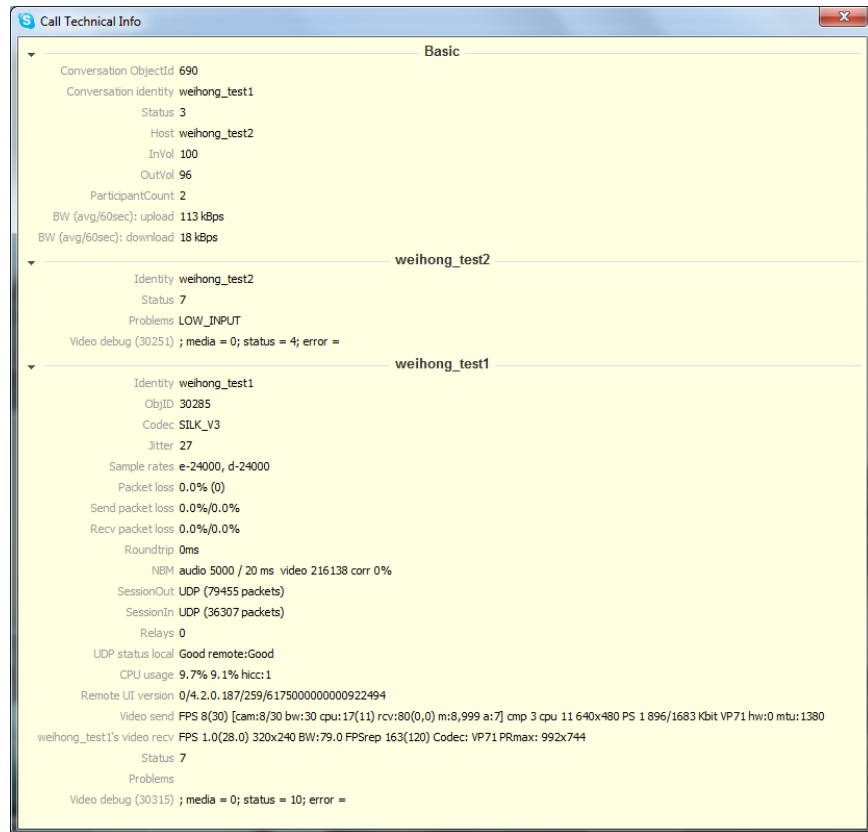 Call Technical Info
Basic
Conversation ObjectId 690
Conversation identity weihong_test1
Status 3
Host weihong_test2
InVol 100
OutVol 96
ParticipantCount 2
BW (avg/60sec): upload 113 kBps
BW (avg/60sec): download 18 kBps
weihong_test2
Identity weihong_test2
Status 7
Problems LOW_INPUT
Video debug (30251) ; media = 0; status = 4; error =
weihong_test1
Identity weihong_test1
ObjID 30285
Codec SILK_V3
Jitter 27
Sample rates e-24000, d-24000
Packet loss 0.0% (0)
Send packet loss 0.0%/0.0%
Recv packet loss 0.0%/0.0%
Roundtrip 0ms
NBM audio 5000 / 20 ms video 216138 corr 0%
SessionOut UDP (79455 packets)
SessionIn UDP (36307 packets)
Relays 0
UDP status local Good remote:Good
CPU usage 9.7% 9.1% hicc:1
Remote UI version 0/4.2.0.187/259/6175000000000922494
Video send FPS 8(30) [cam:8/30 bw:30 cpu:17(11) rcv:80(0,0) m:8,999 a:7] cmp 3 cpu 11 640x480 PS 1 896/1683 Kbit VP71 hw:0 mtu:1380
weihong_test1's video recv FPS 1.0(28.0) 320x240 BW:79.0 FPSrep 163(120) Codec: VP71 PRmax: 992x744
Status 7
Problems
Video debug (30315) ; media = 0; status = 10; error =